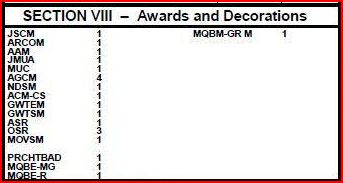 SECTION VIII – Awards and Decorations
JSCM 1 MQBM-GR M 1
ARCOM 1
AAM 1
JMUA 1
MUC 1
AGCM 4
NDSM 1
ACM-CS 1
GWTEM 1
GWTSM 1
ASR 1
OSR 3
MOVSM 1
PRCHTBAD 1
MQBE-MG 1
MQBE-R 1